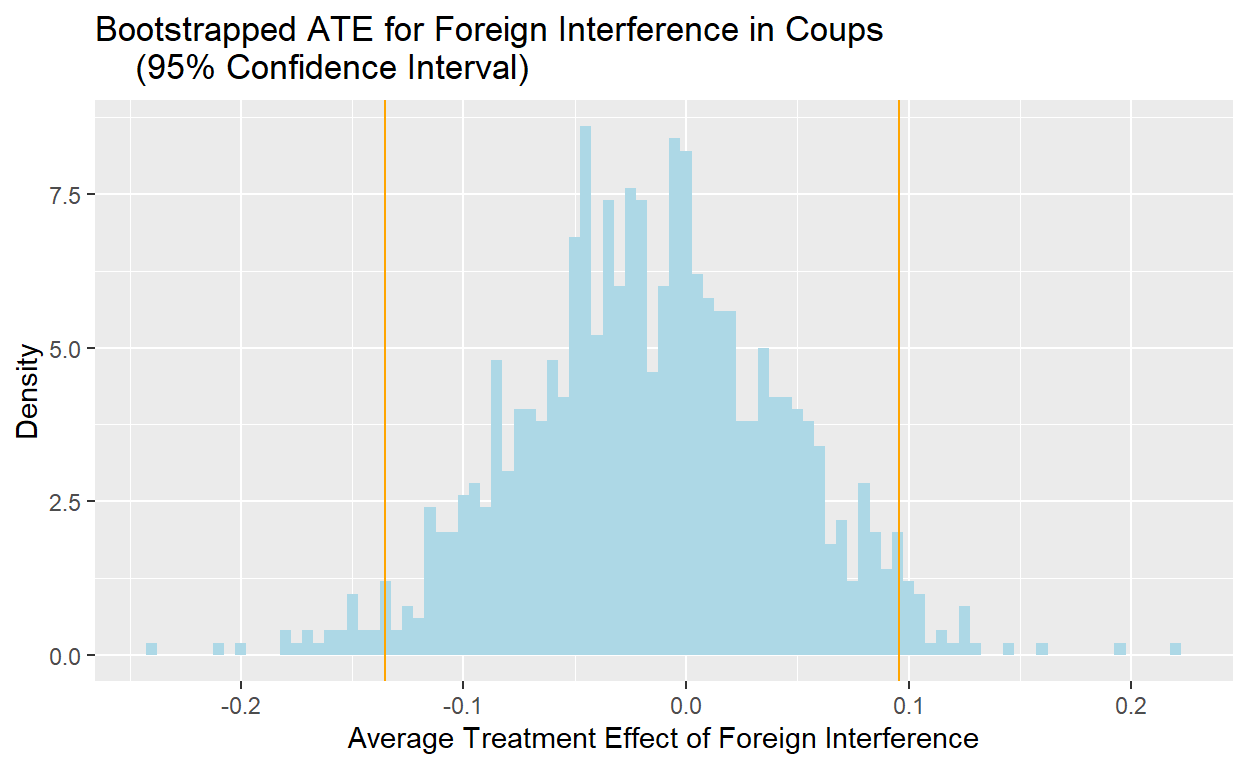 Bootstrapped ATE for Foreign Interference in Coups
(95% Confidence Interval)
Density
7.5
5.0
2.5
0.0
-0.2
-0.1
0.0
0.1
0.2
Average Treatment Effect of Foreign Interference